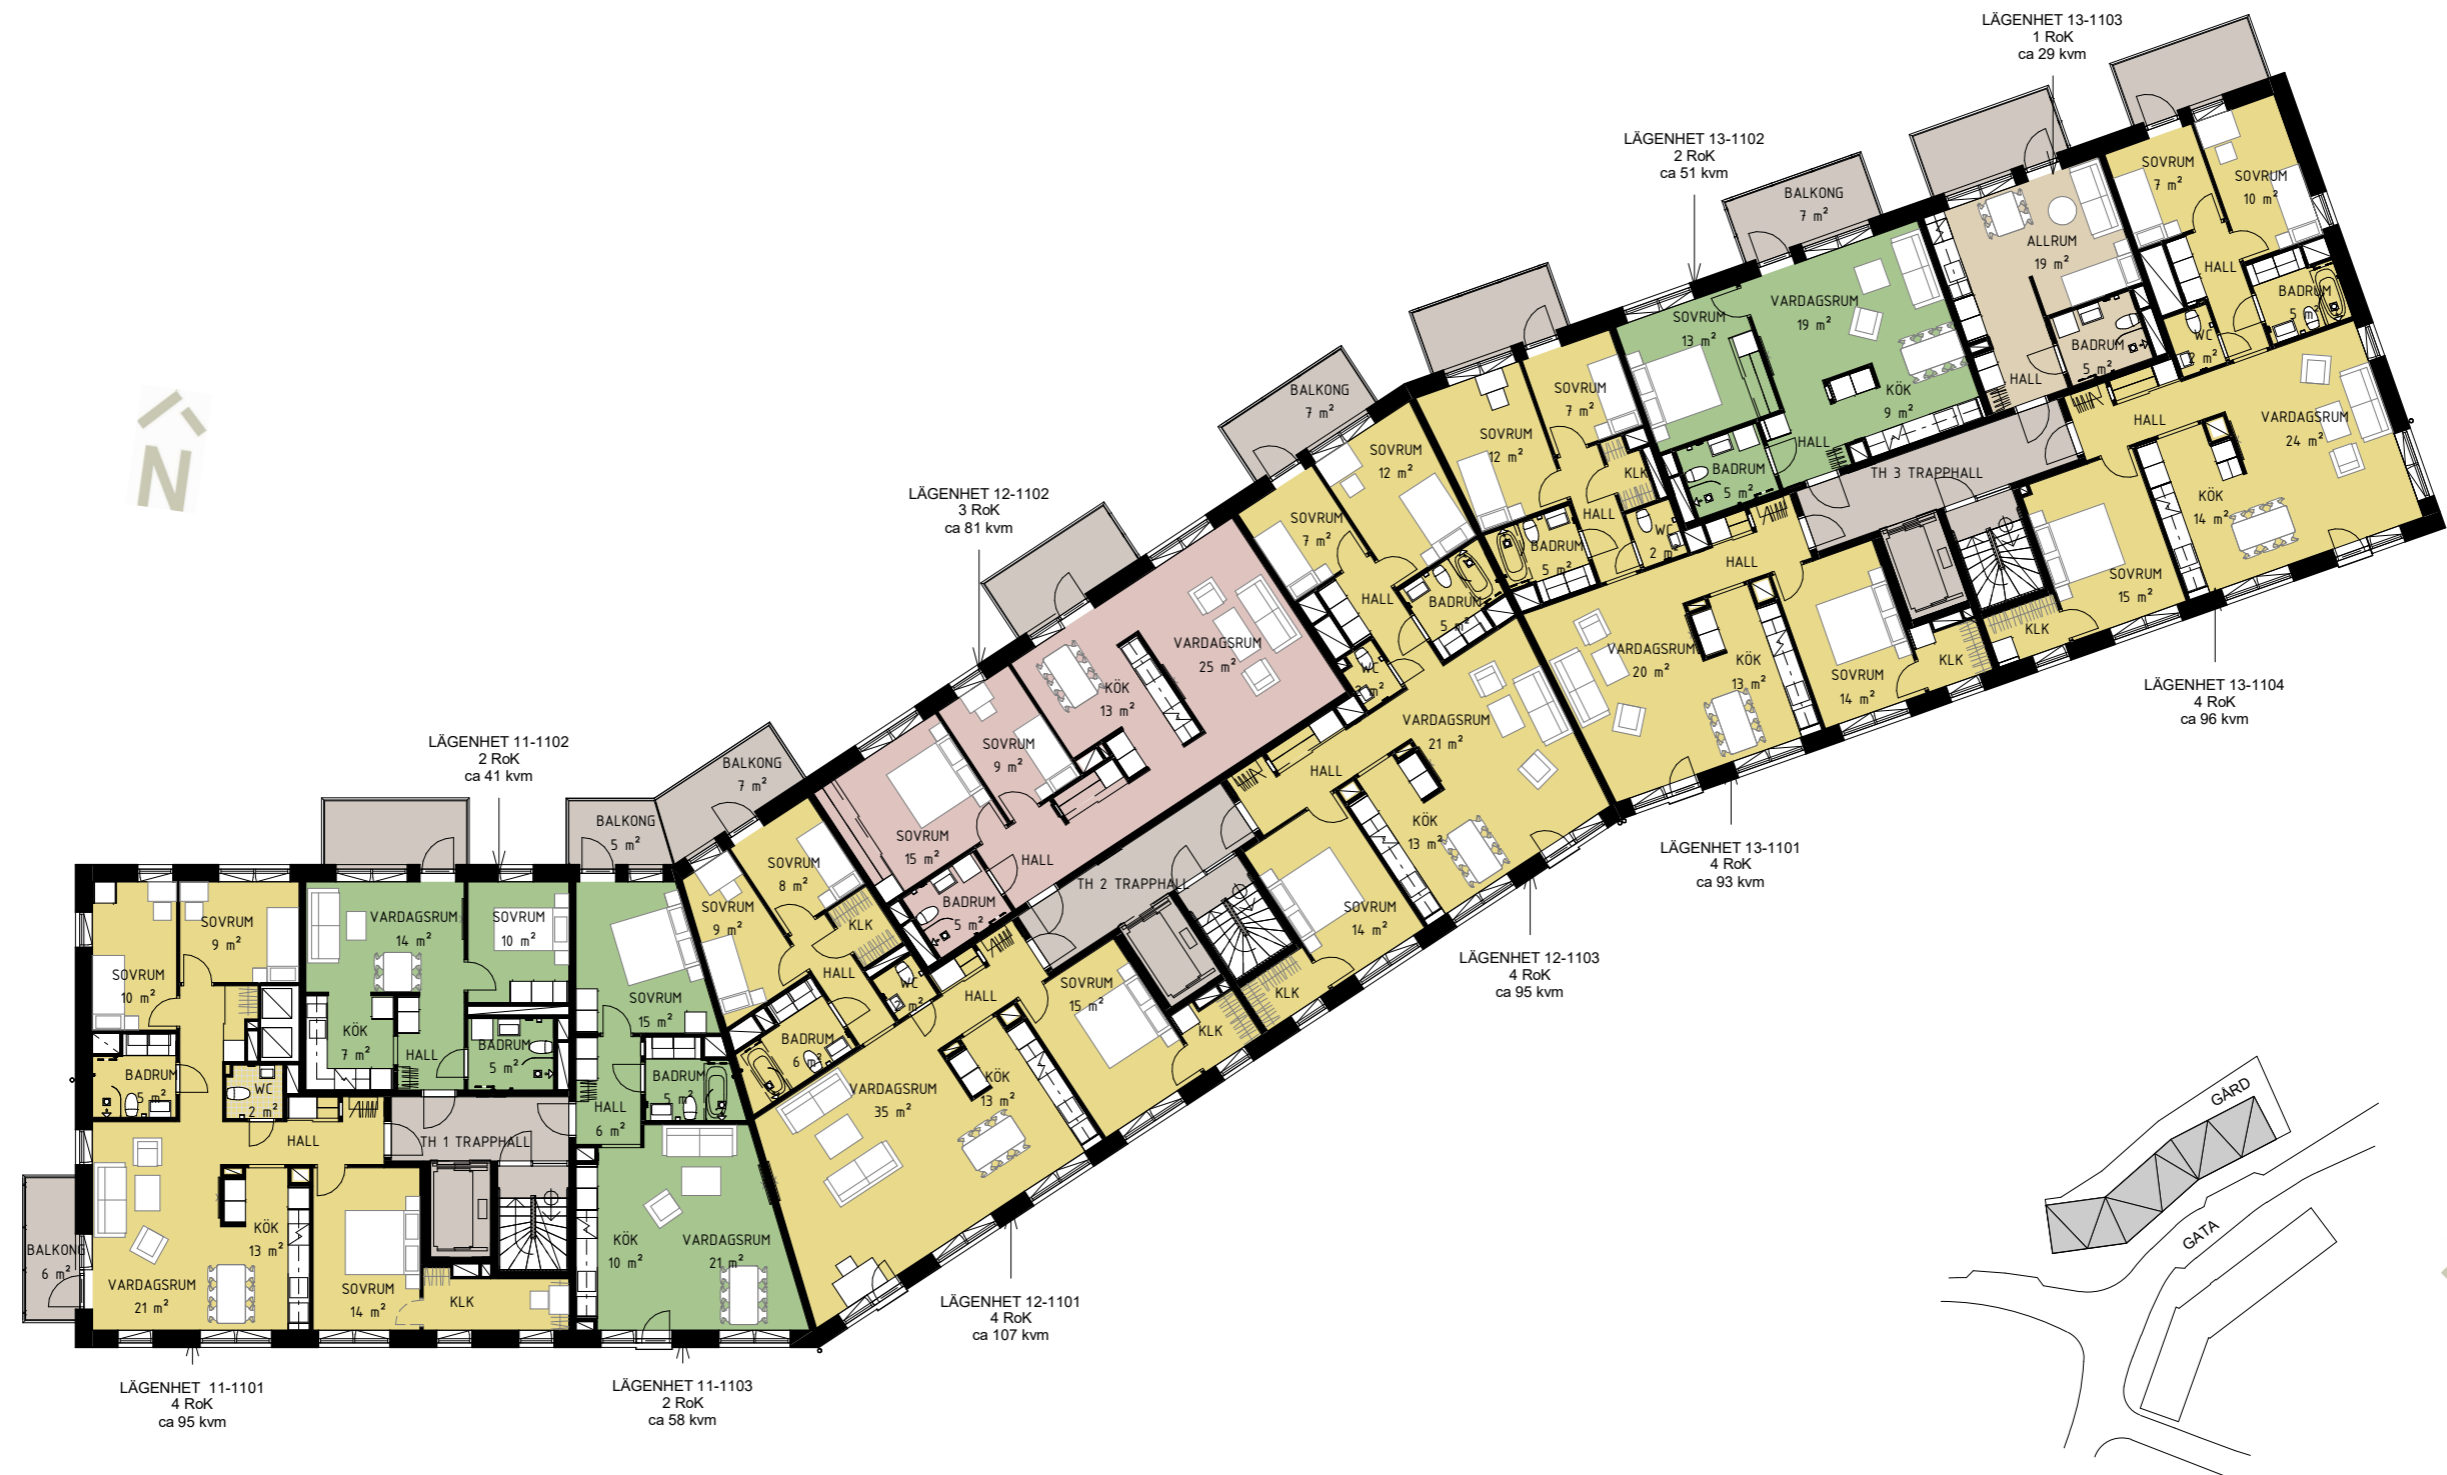 LÄGENHET 13-1103
1 RoK
ca 29 kvm
LÄGENHET 13-1102
2 RoK
ca 51 kvm
LÄGENHET 12-1102
3 RoK
ca 81 kvm
LÄGENHET 11-1102
2 RoK
ca 41 kvm
N
SOVRUM
7 m²
SOVRUM
10 m²
HALL
BADRUM
5 m²
WC
2 m²
HALL
VARDAGSRUM
24 m²
KÖK
14 m²
SOVRUM
15 m²
KLK
ALLRUM
19 m²
BADRUM
5 m²
HALL
BALKONG
7 m²
VARDAGSRUM
19 m²
SOVRUM
13 m²
KÖK
9 m²
HALL
BADRUM
5 m²
TH 3 TRAPPHALL
SOVRUM
7 m²
SOVRUM
12 m²
KLK
HALL
WC
2 m²
BADRUM
5 m²
HALL
VARDAGSRUM
20 m²
KÖK
13 m²
SOVRUM
14 m²
KLK
BALKONG
7 m²
SOVRUM
12 m²
SOVRUM
7 m²
HALL
BADRUM
5 m²
WC
2 m²
VARDAGSRUM
21 m²
HALL
KÖK
13 m²
SOVRUM
14 m²
KLK
VARDAGSRUM
25 m²
KÖK
13 m²
SOVRUM
9 m²
SOVRUM
15 m²
HALL
BADRUM
5 m²
TH 2 TRAPPHALL
BALKONG
7 m²
SOVRUM
8 m²
SOVRUM
9 m²
KLK
HALL
WC
BADRUM
6 m²
HALL
SOVRUM
15 m²
KLK
VARDAGSRUM
35 m²
KÖK
13 m²
BALKONG
5 m²
SOVRUM
15 m²
BADRUM
5 m²
HALL
6 m²
KÖK
10 m²
VARDAGSRUM
21 m²
VARDAGSRUM
14 m²
SOVRUM
10 m²
KÖK
7 m²
HALL
BADRUM
5 m²
TH 1 TRAPPHALL
SOVRUM
9 m²
SOVRUM
10 m²
BADRUM
5 m²
WC
2 m²
HALL
KÖK
13 m²
VARDAGSRUM
21 m²
SOVRUM
14 m²
KLK
BALKONG
6 m²
LÄGENHET 13-1104
4 RoK
ca 96 kvm
LÄGENHET 13-1101
4 RoK
ca 93 kvm
LÄGENHET 12-1103
4 RoK
ca 95 kvm
LÄGENHET 12-1101
4 RoK
ca 107 kvm
LÄGENHET 11-1103
2 RoK
ca 58 kvm
LÄGENHET 11-1101
4 RoK
ca 95 kvm
GÅRD
GATA